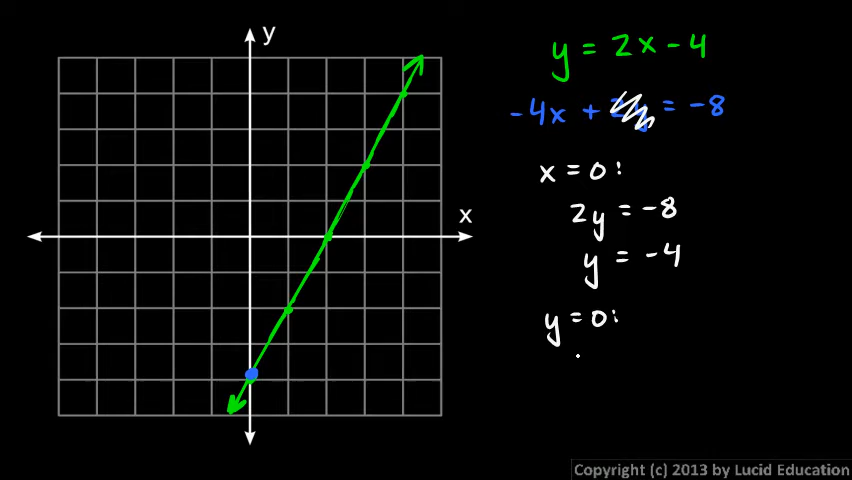 y
x
y = 2x - 4
-4x + = -8
x = 0:
2y = -8
y = -4
y = 0:
Copyright (c) 2013 by Lucid Education